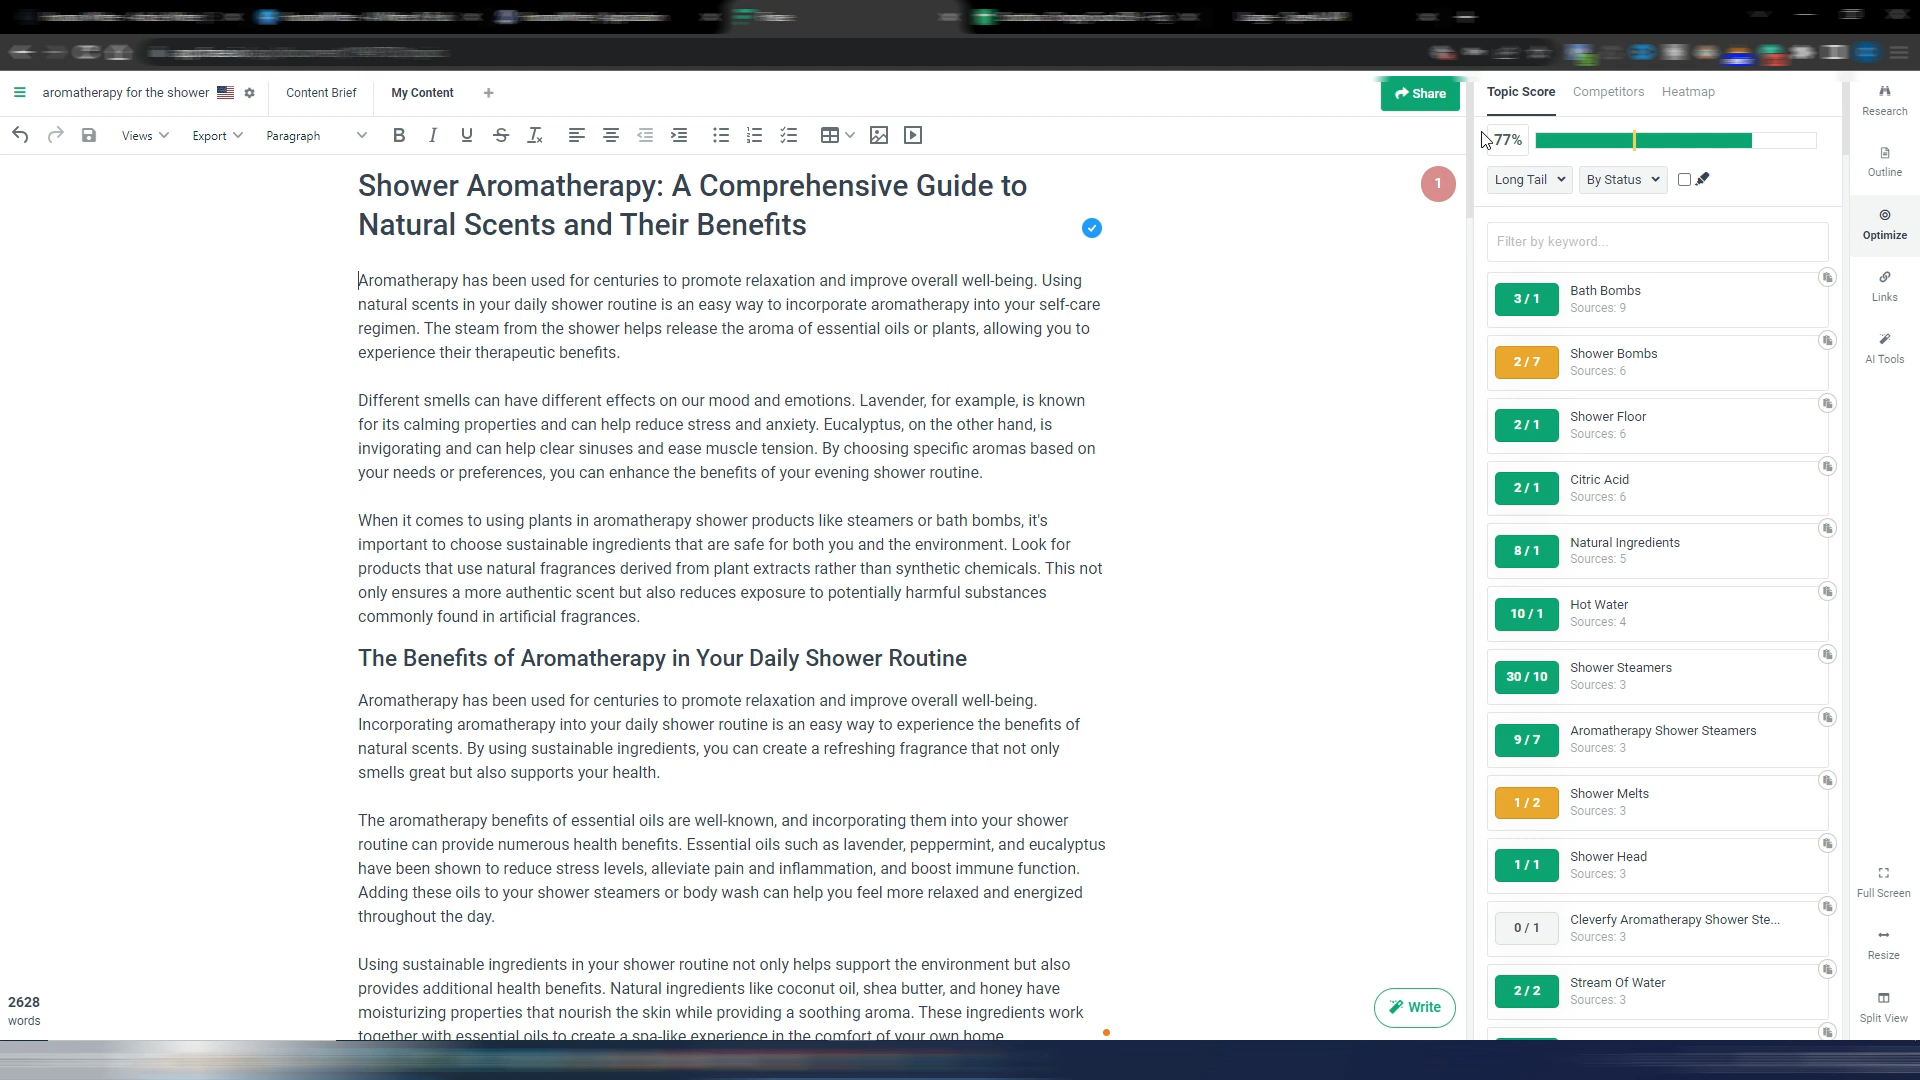 aromatherapy for the shower
Content Brief
My Content
Share
Topic Score
Competitors
Heatmap
Research
Views
Export
Paragraph
77%
Long Tail
By Status
Outline
Optimize
Links
AI Tools
Shower Aromatherapy: A Comprehensive Guide to
Natural Scents and Their Benefits
1
Aromatherapy has been used for centuries to promote relaxation and improve overall well-being. Using
natural scents in your daily shower routine is an easy way to incorporate aromatherapy into your self-care
regimen. The steam from the shower helps release the aroma of essential oils or plants, allowing you to
experience their therapeutic benefits.
Different smells can have different effects on our mood and emotions. Lavender, for example, is known
for its calming properties and can help reduce stress and anxiety. Eucalyptus, on the other hand, is
invigorating and can help clear sinuses and ease muscle tension. By choosing specific aromas based on
your needs or preferences, you can enhance the benefits of your evening shower routine.
When it comes to using plants in aromatherapy shower products like steamers or bath bombs, it's
important to choose sustainable ingredients that are safe for both you and the environment. Look for
products that use natural fragrances derived from plant extracts rather than synthetic chemicals. This not
only ensures a more authentic scent but also reduces exposure to potentially harmful substances
commonly found in artificial fragrances.
The Benefits of Aromatherapy in Your Daily Shower Routine
Aromatherapy has been used for centuries to promote relaxation and improve overall well-being.
Incorporating aromatherapy into your daily shower routine is an easy way to experience the benefits of
natural scents. By using sustainable ingredients, you can create a refreshing fragrance that not only
smells great but also supports your health.
The aromatherapy benefits of essential oils are well-known, and incorporating them into your shower
routine can provide numerous health benefits. Essential oils such as lavender, peppermint, and eucalyptus
have been shown to reduce stress levels, alleviate pain and inflammation, and boost immune function.
Adding these oils to your shower steamers or body wash can help you feel more relaxed and energized
throughout the day.
Using sustainable ingredients in your shower routine not only helps support the environment but also
provides additional health benefits. Natural ingredients like coconut oil, shea butter, and honey have
moisturizing properties that nourish the skin while providing a soothing aroma. These ingredients work
together with essential oils to create a spa-like experience in the comfort of your own home.
2628
words
Write
Filter by keyword...
3 / 1
Bath Bombs
Sources: 9
2 / 7
Shower Bombs
Sources: 6
2 / 1
Shower Floor
Sources: 6
2 / 1
Citric Acid
Sources: 6
8 / 1
Natural Ingredients
Sources: 5
10 / 1
Hot Water
Sources: 4
30 / 10
Shower Steamers
Sources: 3
9 / 7
Aromatherapy Shower Steamers
Sources: 3
1 / 2
Shower Melts
Sources: 3
1 / 1
Shower Head
Sources: 3
0 / 1
Cleverfy Aromatherapy Shower Ste...
Sources: 3
2 / 2
Stream Of Water
Sources: 3
Full Screen
Resize
Split View